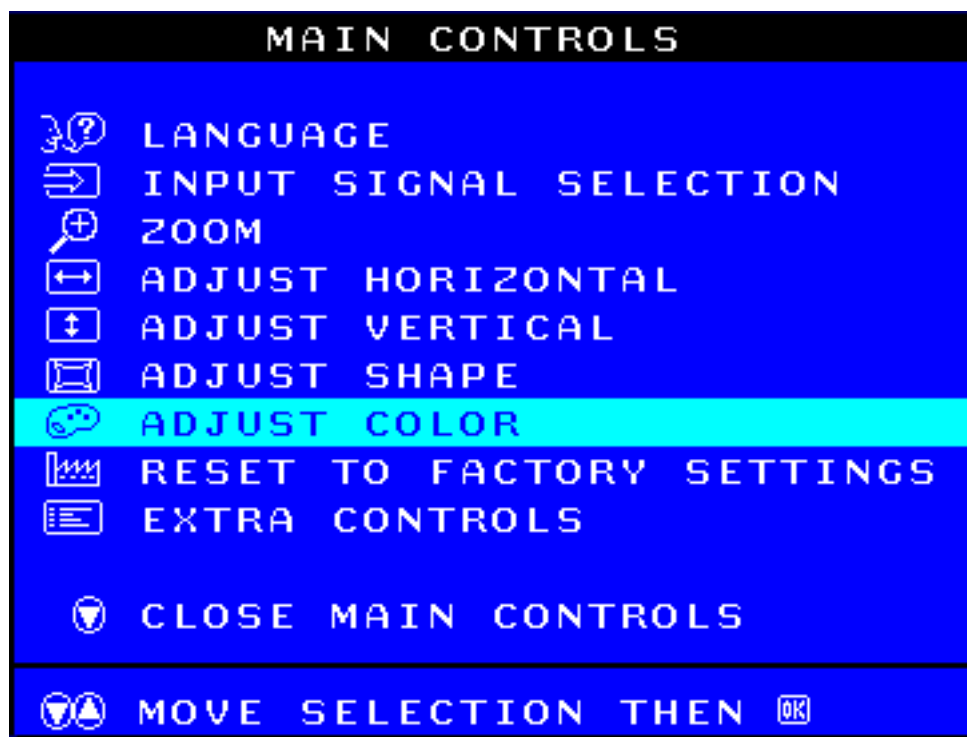 MAIN CONTROLS
LANGUAGE
INPUT SIGNAL SELECTION
ZOOM
ADJUST HORIZONTAL
ADJUST VERTICAL
ADJUST SHAPE
ADJUST COLOR
RESET TO FACTORY SETTINGS
EXTRA CONTROLS
CLOSE MAIN CONTROLS
MOVE SELECTION THEN OK